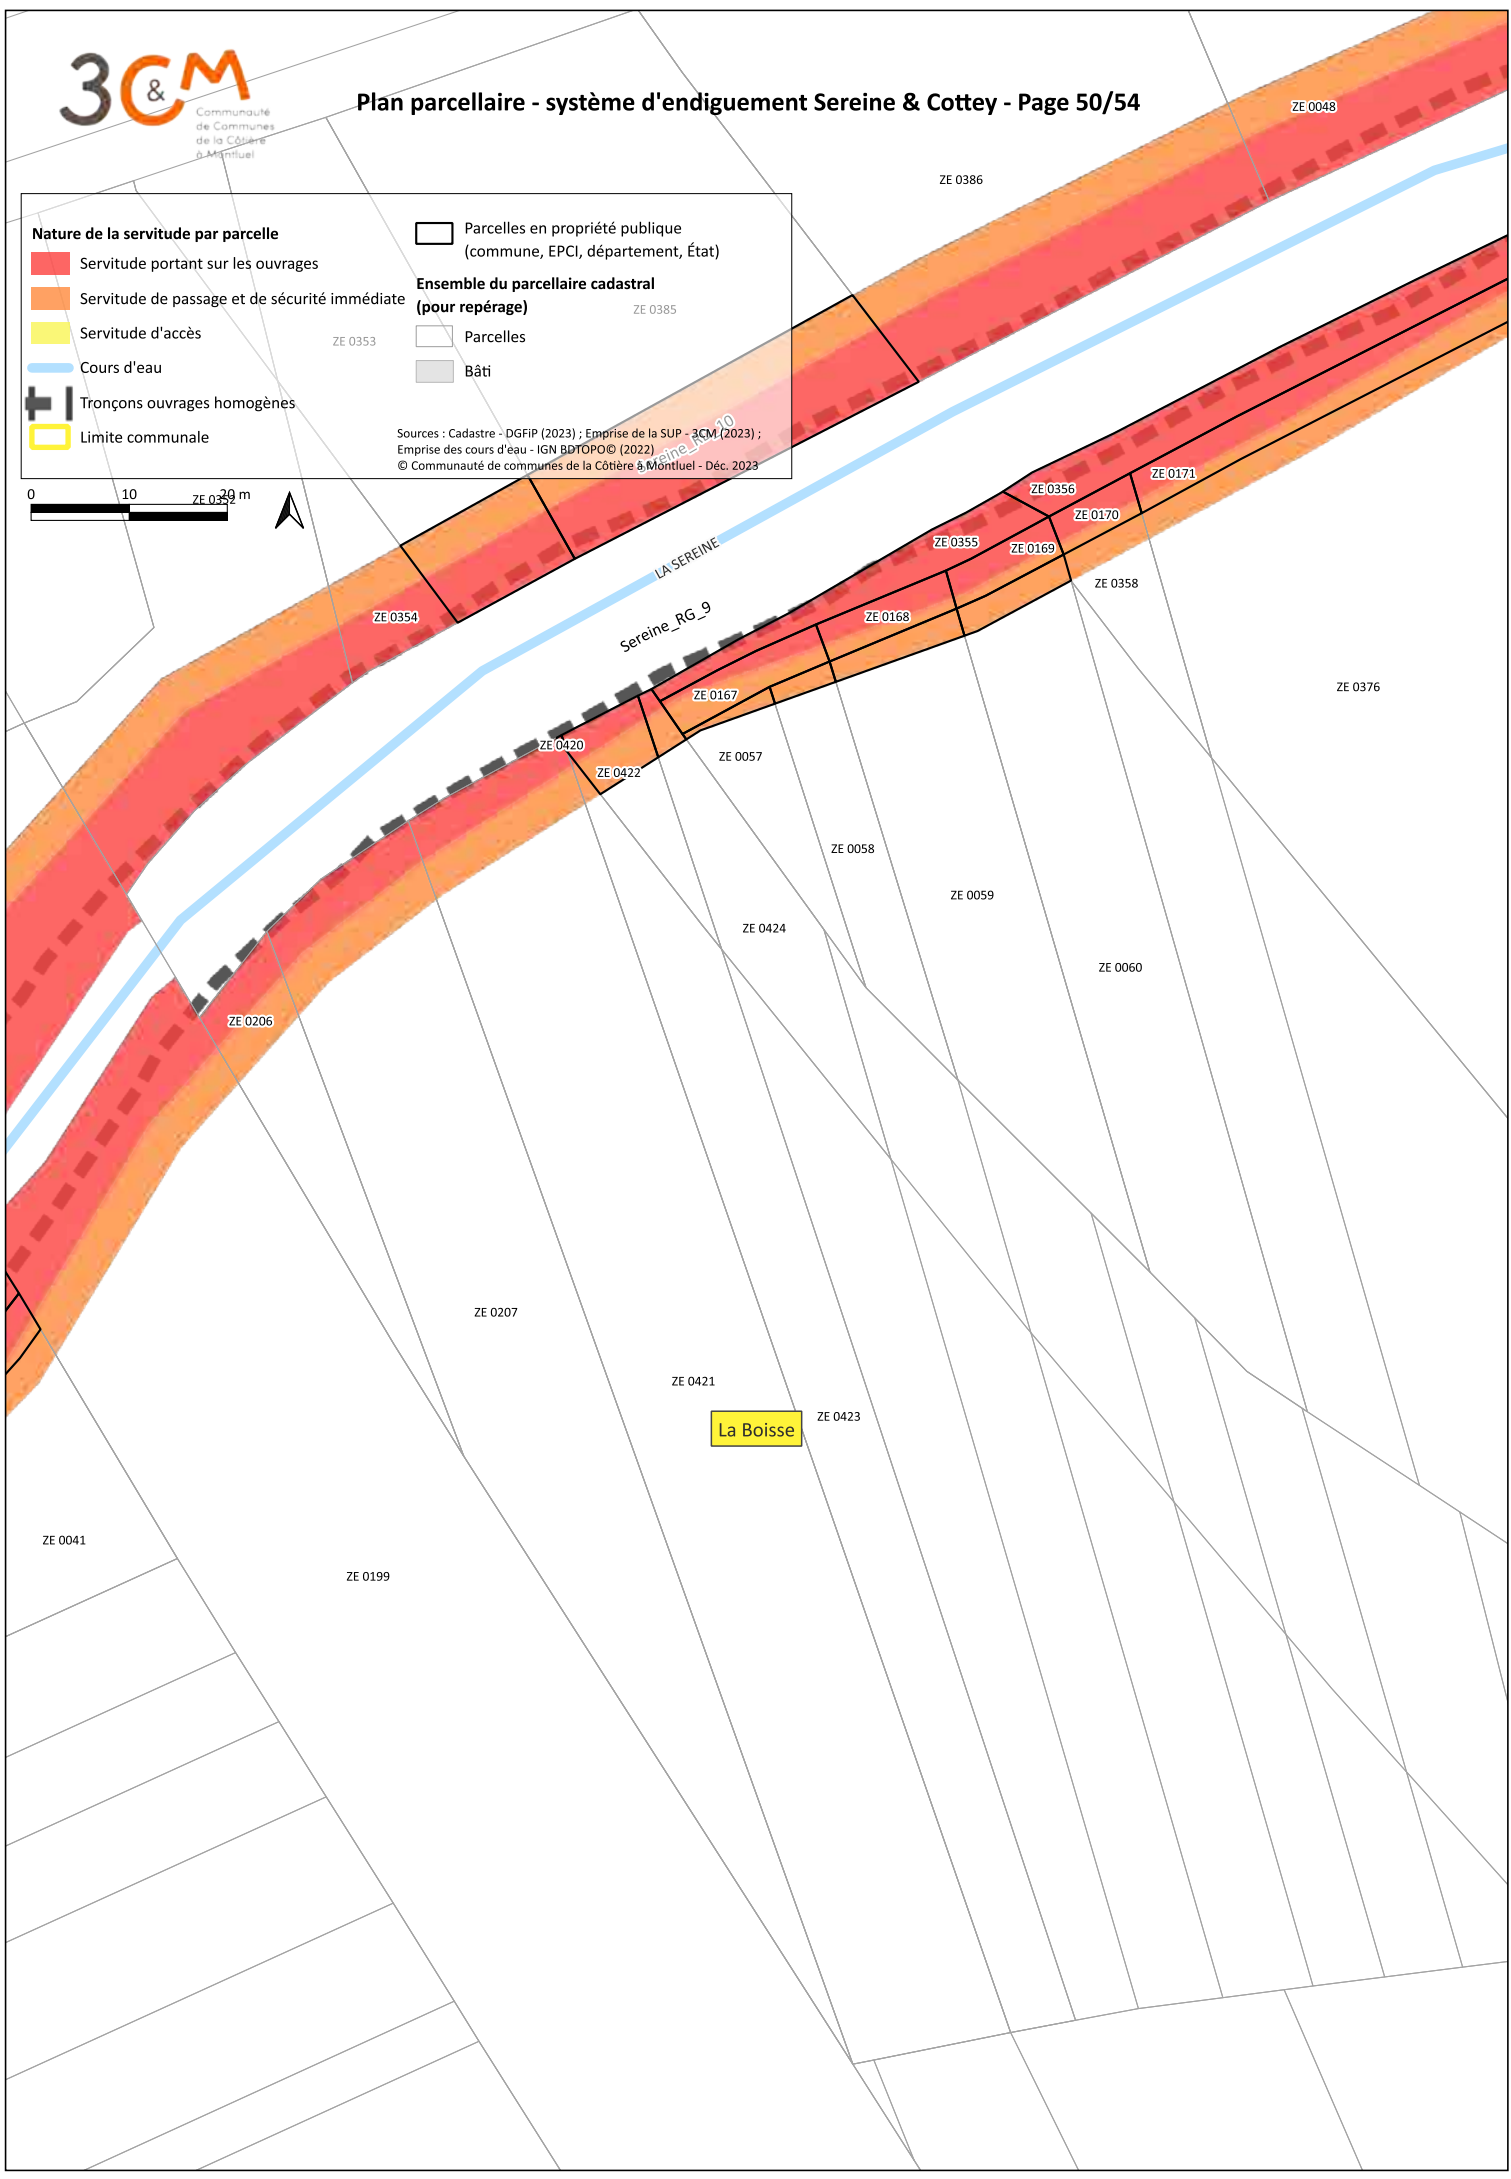 3C&M
Communauté
de Communes
de la Côtière
à Montluel
Plan parcellaire - système d'endiguement Sereine & Cottey - Page 50/54
ZE 0048
ZE 0386
Nature de la servitude par parcelle
Servitude portant sur les ouvrages
Servitude de passage et de sécurité immédiate
Servitude d'accès
Cours d'eau
Tronçons ouvrages homogènes
Limite communale
Parcelles en propriété publique
(commune, EPCI, département, État)
Ensemble du parcellaire cadastral
(pour repérage)
Parcelles
Bâti
ZE 0385
ZE 0353
Sereine_RD_10
Sources : Cadastre - DGFiP (2023) ; Emprise de la SUP - 3CM (2023) ;
Emprise des cours d'eau - IGN BDTOPO© (2022)
© Communauté de communes de la Côtière à Montluel - Déc. 2023
0 10 20 m
ZE 0352
ZE 0171
ZE 0356
ZE 0170
ZE 0355
ZE 0169
LA SEREINE
ZE 0358
ZE 0354
Sereine_RG_9
ZE 0168
ZE 0376
ZE 0167
ZE 0420
ZE 0057
ZE 0422
ZE 0058
ZE 0059
ZE 0424
ZE 0060
ZE 0206
ZE 0207
ZE 0421
ZE 0423
La Boisse
ZE 0041
ZE 0199